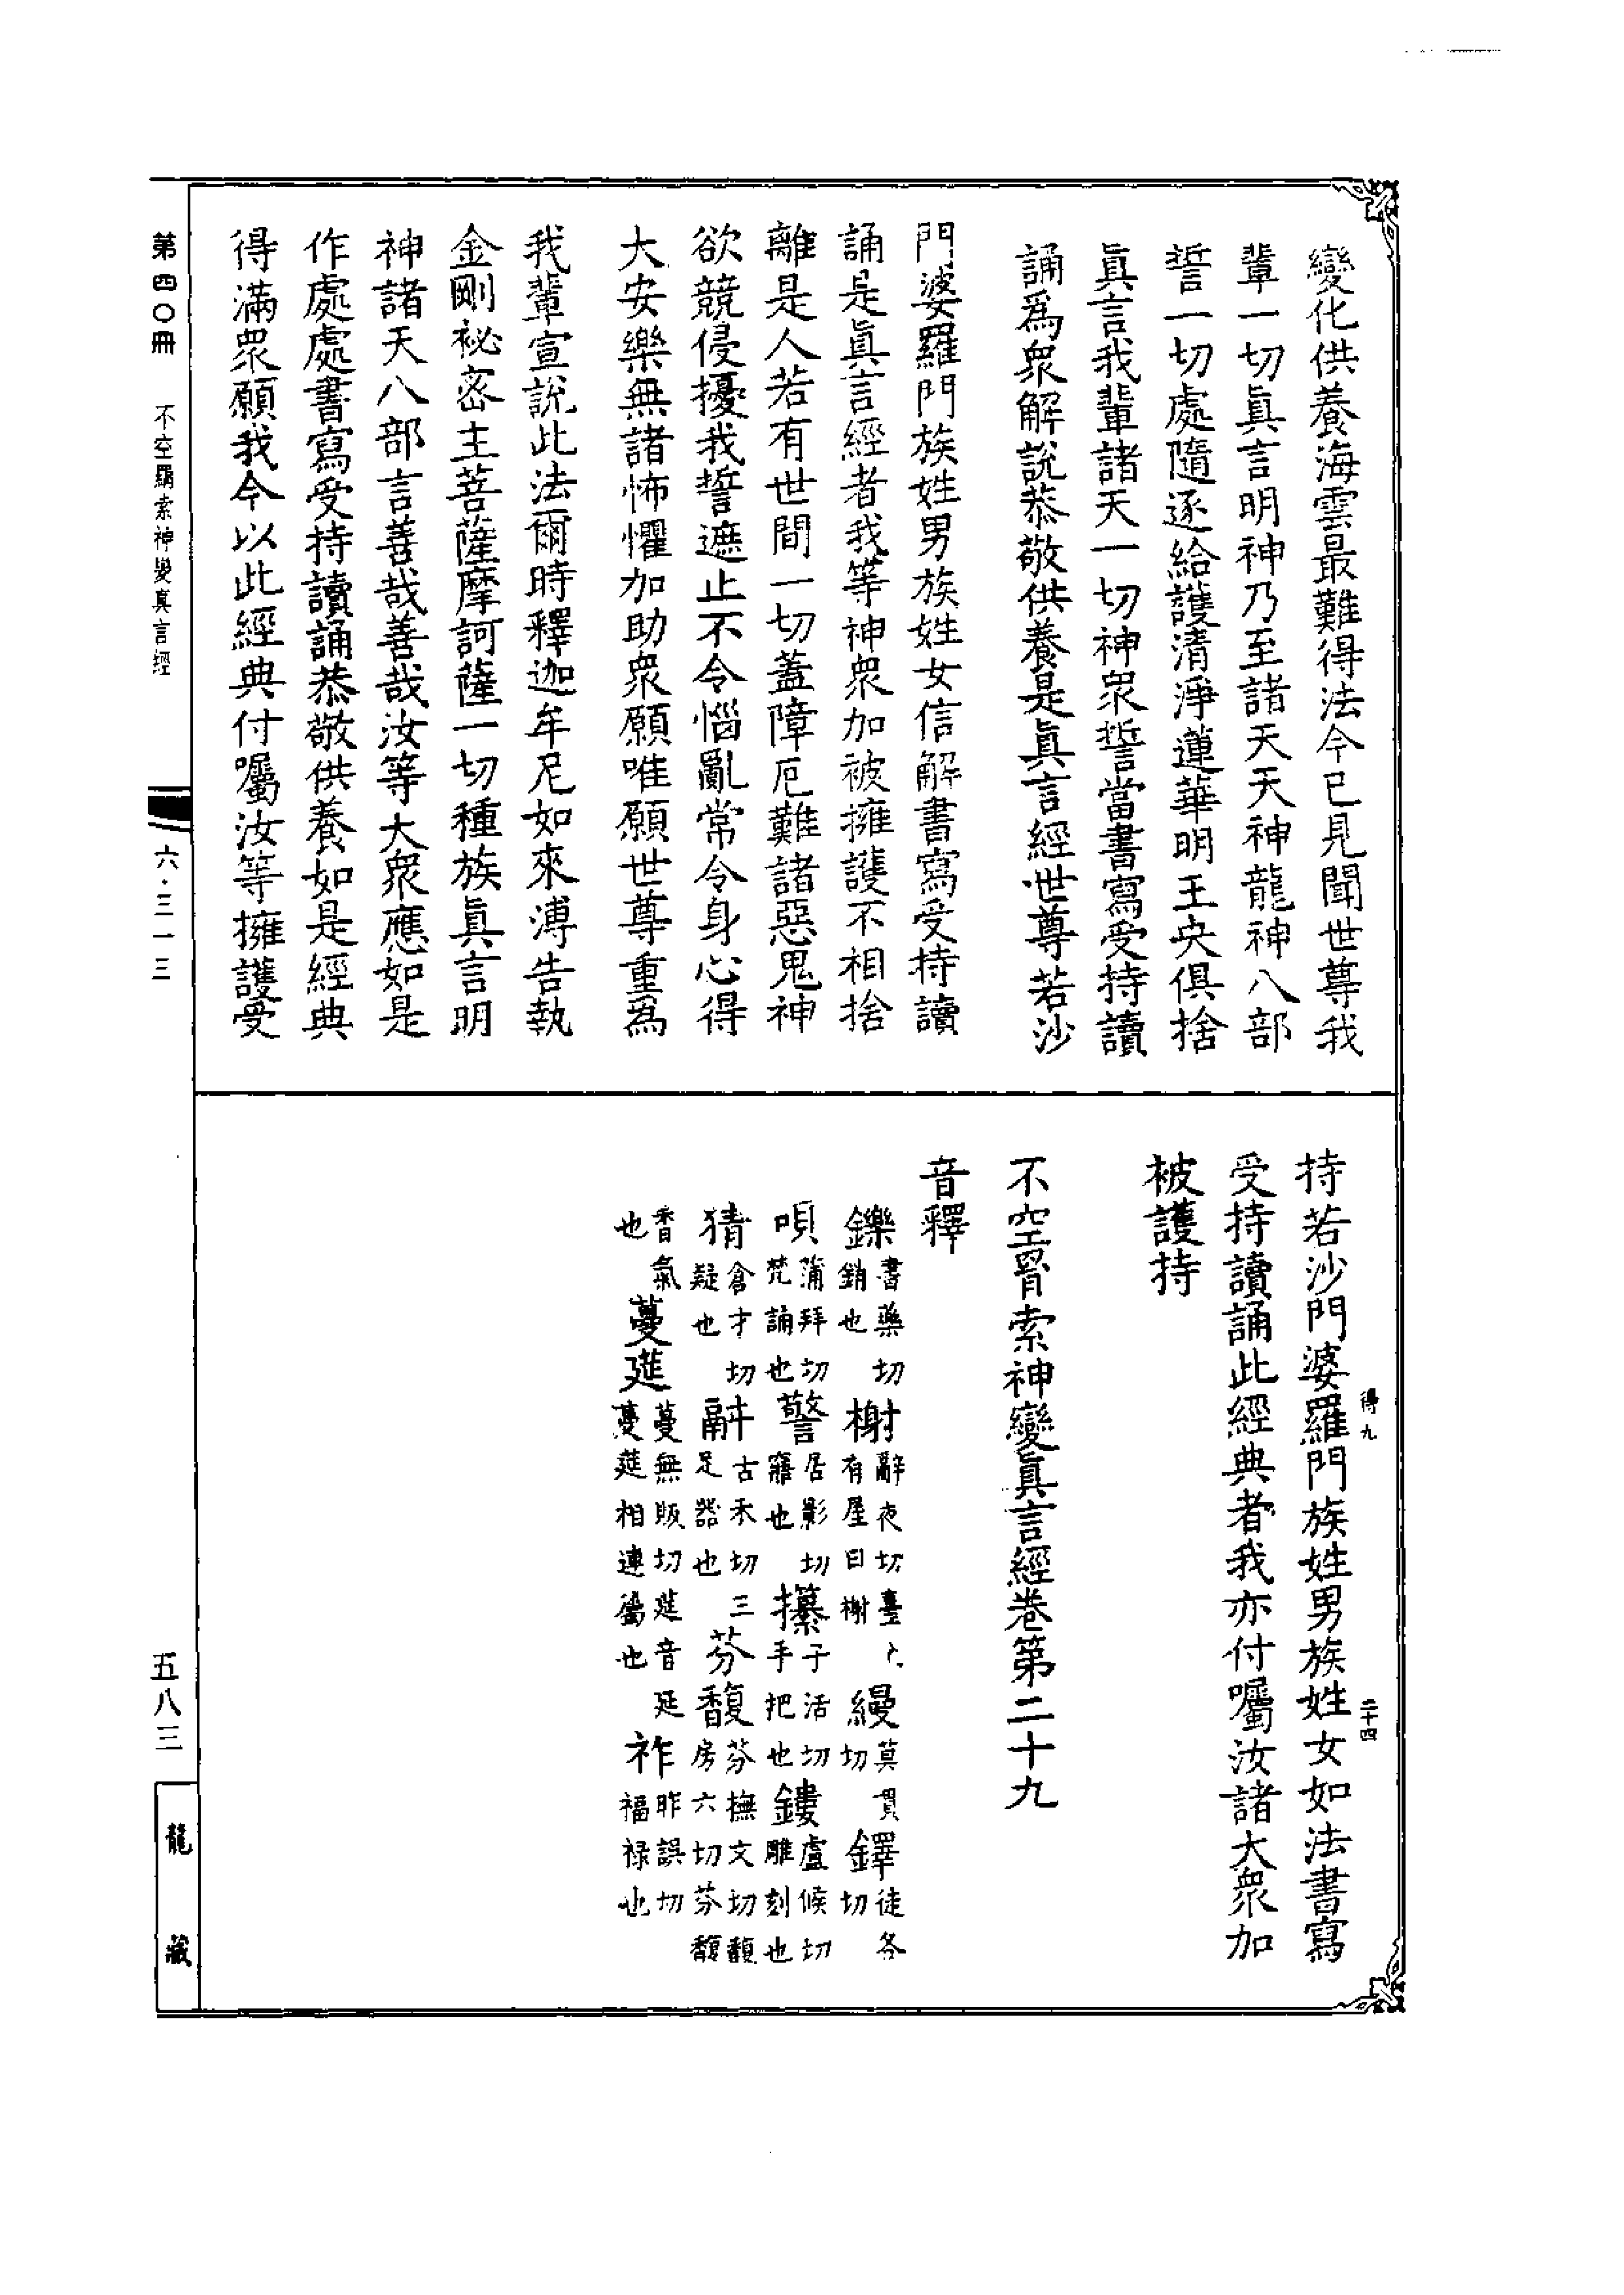 變化供養海雲最難得法今已見聞世尊我
輩一切眞言明神乃至諸天天神龍神八部
誓一切處隨逐給護清淨蓮華明王央俱捨
眞言我輩諸天一切神眾誓當書寫受持讀
誦爲眾解說恭敬供養是眞言經世尊若沙
門婆羅門族姓男族姓女信解書寫受持讀
誦是眞言經者我等神眾加被擁護不相捨
離是人若有世間一切蓋障厄難諸惡鬼神
欲競侵擾我誓遮止不令惱亂常令身心得
大安樂無諸怖懼加助眾願唯願世尊重爲
我輩宣說此法爾時釋迦牟尼如來溥告執
金剛祕密主菩薩摩訶薩一切種族眞言明
神諸天八部言善哉善哉汝等大眾應如是
作處處書寫受持讀誦恭敬供養如是經典
得滿眾願我今以此經典付囑汝等擁護受
持若沙門婆羅門族姓男族姓女如法書寫
受持讀誦此經典者我亦付囑汝諸大眾加
被護持
得九
二十四
不空罥索神變眞言經卷第二十九
音釋
鑠書藥切銷也 榭辭夜切臺上有屋曰榭 縵莫貫切 鐸徒各切
唄蒲拜切梵誦也 警居影切寤也 攥子活切手把也 鏤盧候切雕刻也
猜倉才切疑也 鬴古禾切三足器也 芬馥芬撫文切馥房六切芬馥
香氣也 蔓莚蔓無販切莚音延蔓莚相連屬也 祚昨誤切福祿也
第四〇冊 不空羂索神變真言經
六·三一三
五八三
龍藏